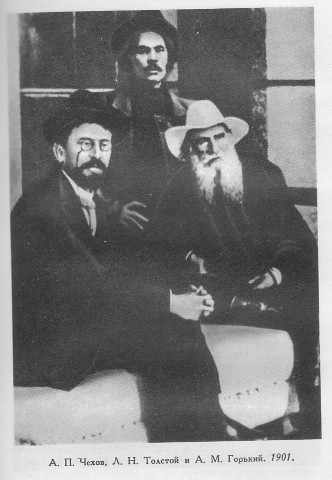 А. П. Чехов, Л. Н. Толстой и А. М. Горький. 1901.